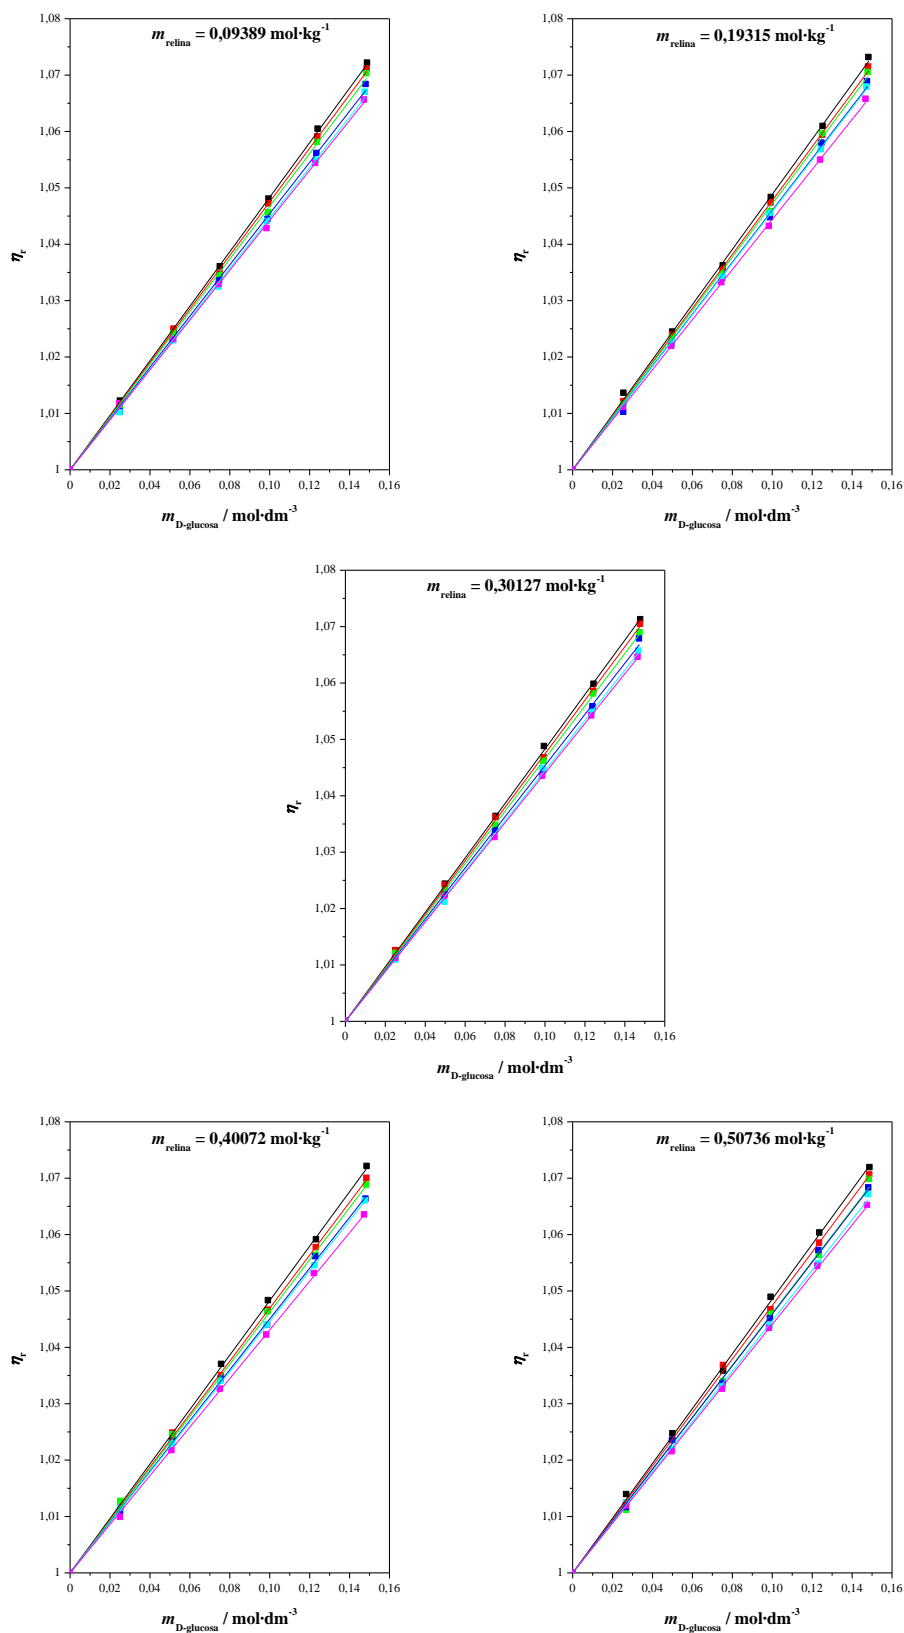 m relina = 0,09389 mol·kg⁻¹
1,08
1,07
1,06
1,05
1,04
1,03
1,02
1,01
1
ηr
0 0,02 0,04 0,06 0,08 0,10 0,12 0,14 0,16
m D-glucosa / mol·dm⁻³
m relina = 0,19315 mol·kg⁻¹
1,08
1,07
1,06
1,05
1,04
1,03
1,02
1,01
1
ηr
0 0,02 0,04 0,06 0,08 0,10 0,12 0,14 0,16
m D-glucosa / mol·dm⁻³
m relina = 0,30127 mol·kg⁻¹
1,08
1,07
1,06
1,05
1,04
1,03
1,02
1,01
1
ηr
0 0,02 0,04 0,06 0,08 0,10 0,12 0,14 0,16
m D-glucosa / mol·dm⁻³
m relina = 0,40072 mol·kg⁻¹
1,08
1,07
1,06
1,05
1,04
1,03
1,02
1,01
1
ηr
0 0,02 0,04 0,06 0,08 0,10 0,12 0,14 0,16
m D-glucosa / mol·dm⁻³
m relina = 0,50736 mol·kg⁻¹
1,08
1,07
1,06
1,05
1,04
1,03
1,02
1,01
1
ηr
0 0,02 0,04 0,06 0,08 0,10 0,12 0,14 0,16
m D-glucosa / mol·dm⁻³